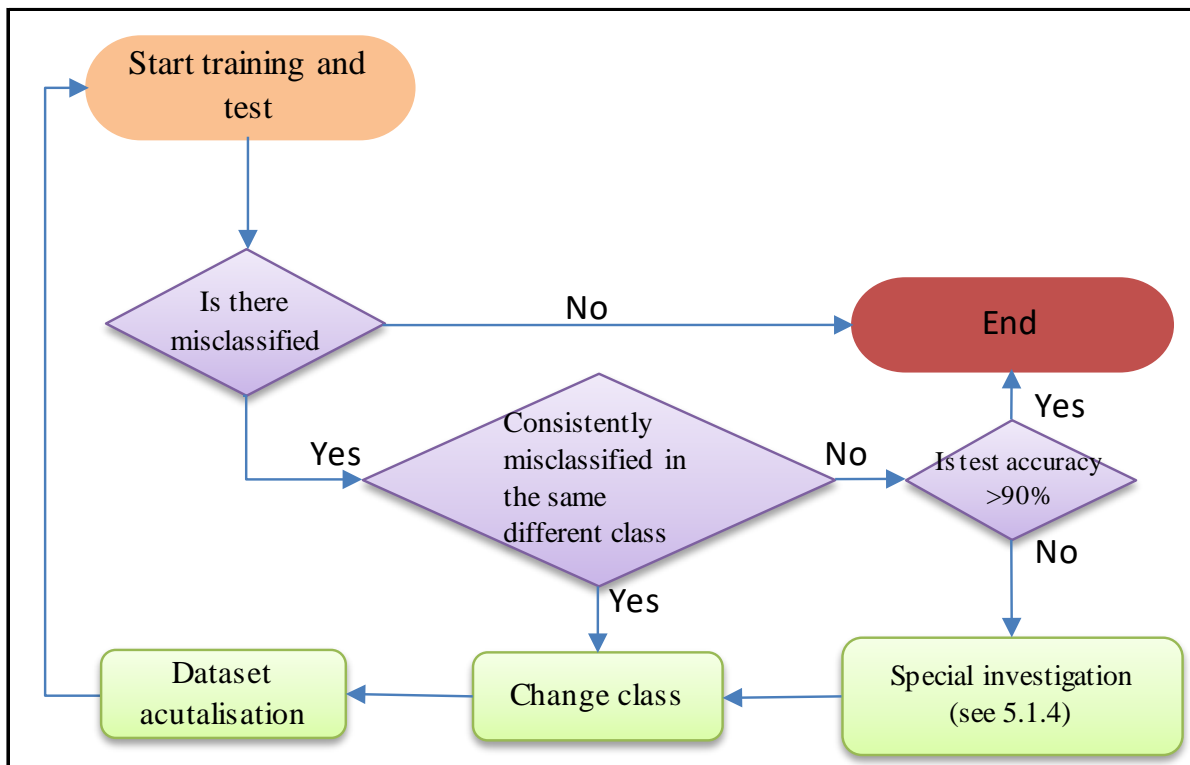 Start training and
test
Is there
misclassified
No
End
Yes
Consistently
misclassified in
the same
different class
No
Is test accuracy
>90%
Yes
No
Yes
Dataset
acutalisation
Change class
Special investigation
(see 5.1.4)